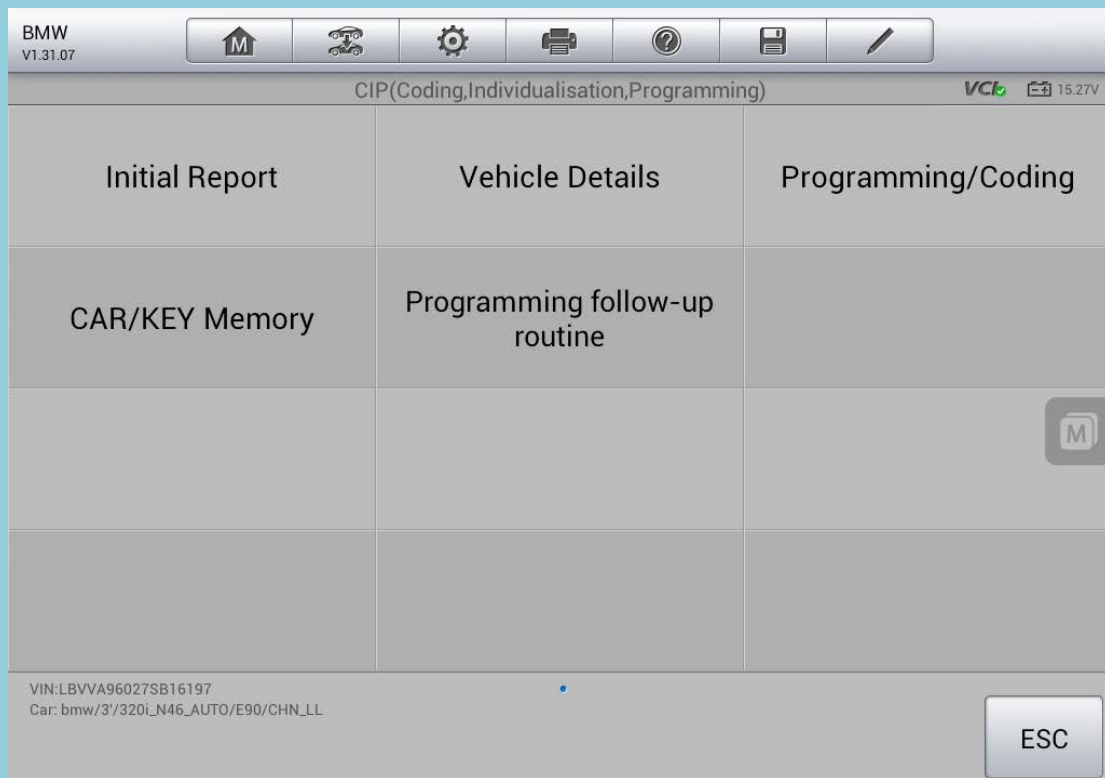 BMW
V1.31.07
M
CIP(Coding,Individualisation,Programming)
VCI
15.27V
Initial Report
Vehicle Details
Programming/Coding
CAR/KEY Memory
Programming follow-up
routine
M
VIN:LBVVA96027SB16197
Car: bmw/3'/320i_N46_AUTO/E90/CHN_LL
ESC